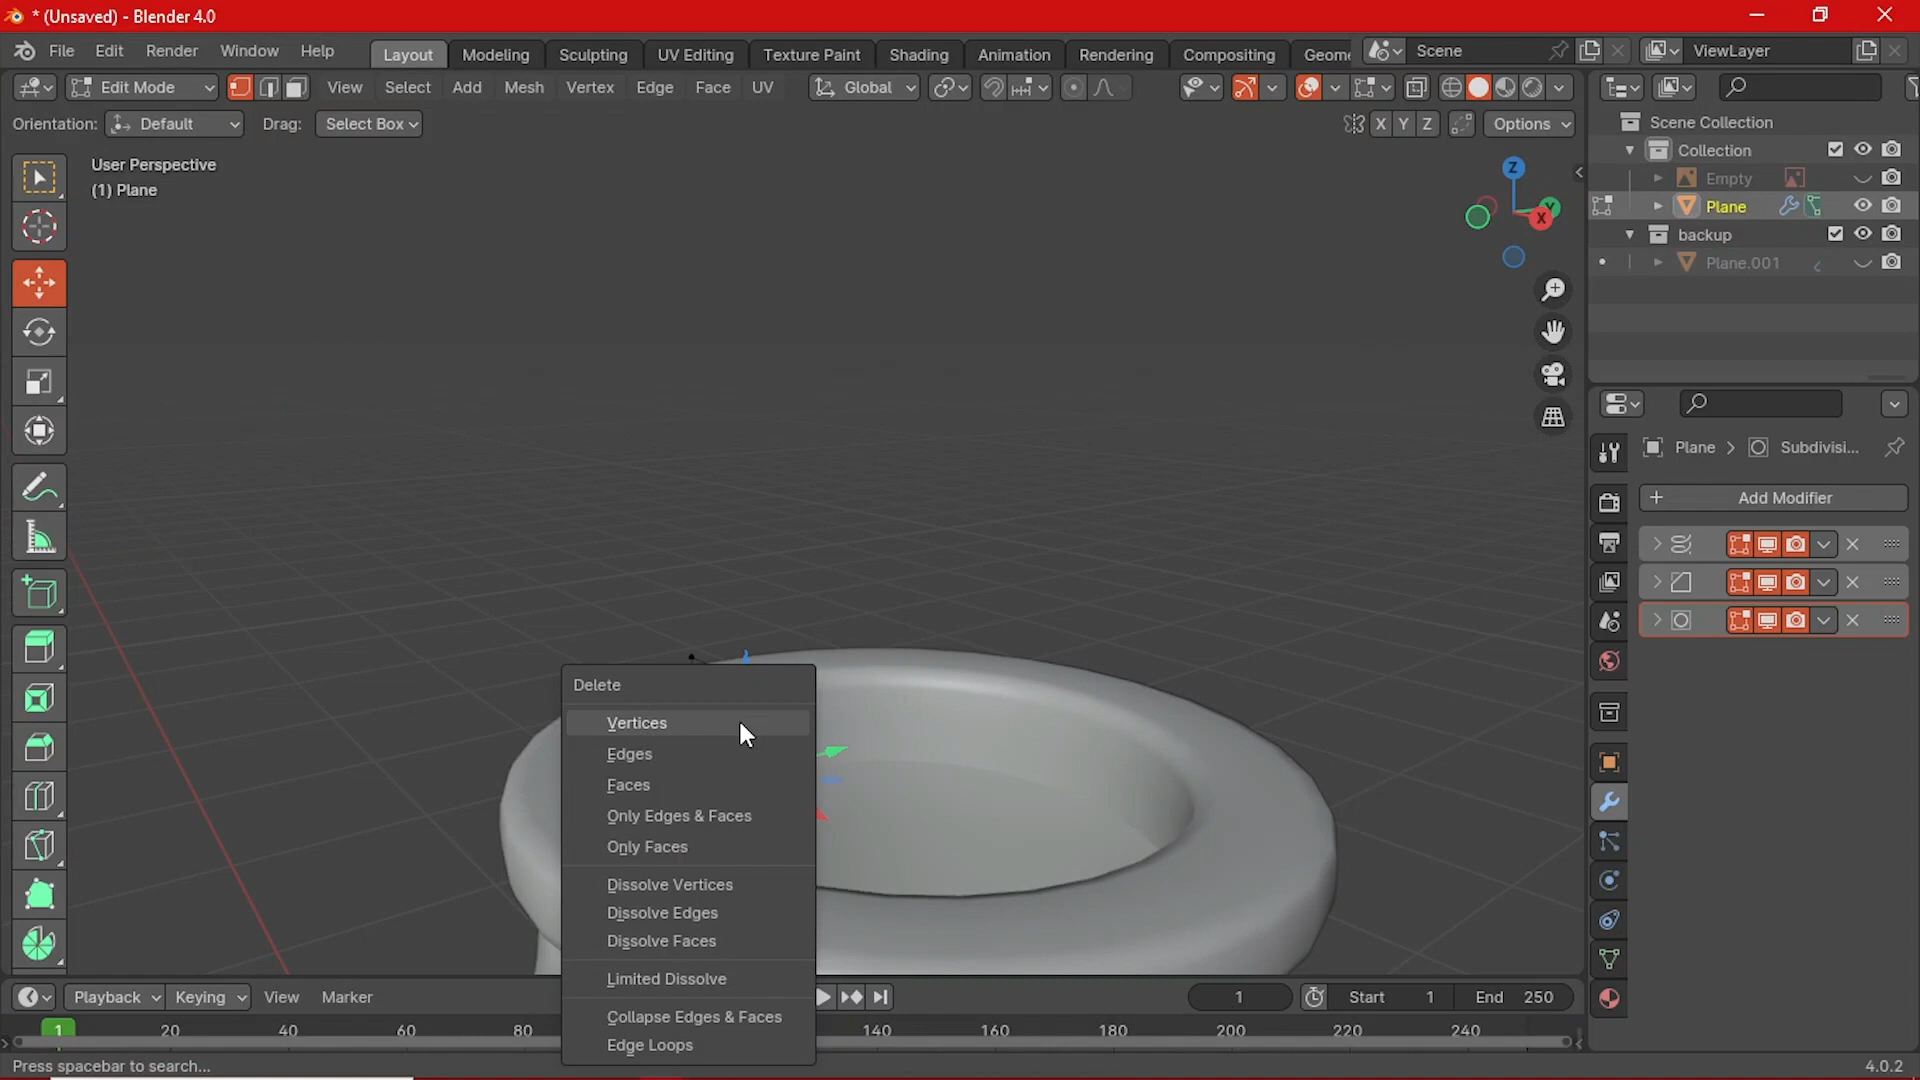 * (Unsaved) - Blender 4.0
File Edit Render Window Help Layout Modeling Sculpting UV Editing Texture Paint Shading Animation Rendering Compositing Geome Scene ViewLayer
Edit Mode View Select Add Mesh Vertex Edge Face UV Global
Orientation: Default Drag: Select Box X Y Z Options
User Perspective
(1) Plane
Z
Y
X
Scene Collection
Collection
Empty
Plane
backup
Plane.001
Plane > Subdivisi...
+ Add Modifier
Delete
Vertices
Edges
Faces
Only Edges & Faces
Only Faces
Dissolve Vertices
Dissolve Edges
Dissolve Faces
Limited Dissolve
Collapse Edges & Faces
Edge Loops
Playback Keying View Marker 1 Start 1 End 250
1 20 40 60 80 140 160 180 200 220 240
Press spacebar to search... 4.0.2